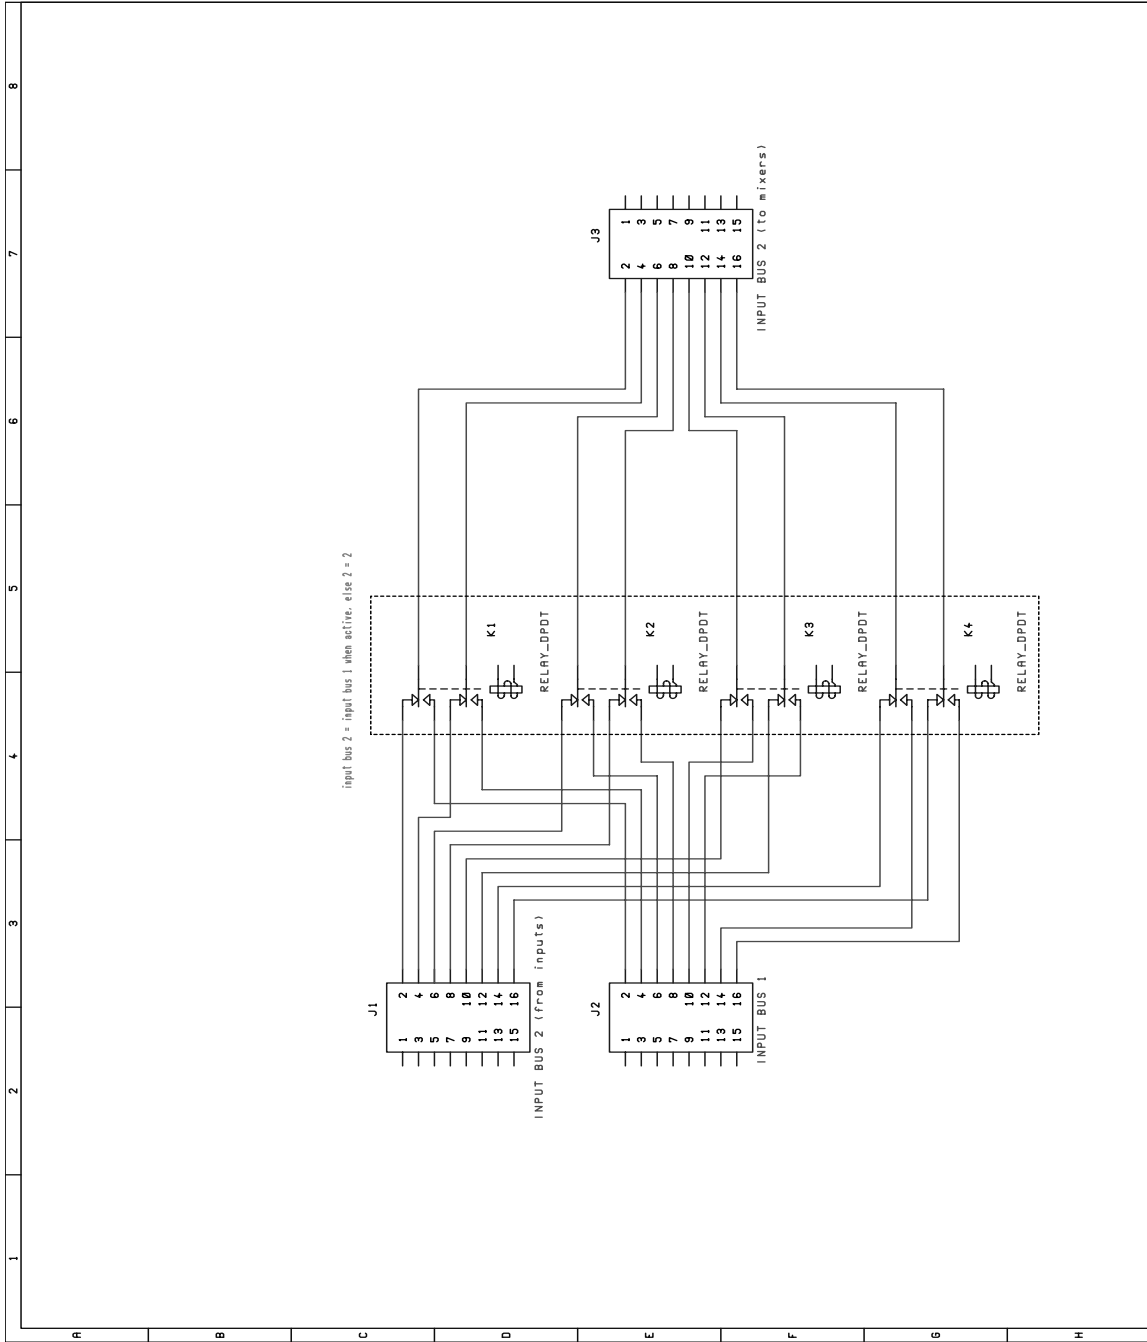 8
7
6
5
4
3
2
1
A
B
C
D
E
F
G
H
input bus 2 = input bus 1 when active, else 2 = 2
J3
2 1
4 3
6 5
8 7
10 9
12 11
14 13
16 15
INPUT BUS 2 (to mixers)
K1
RELAY_DPDT
K2
RELAY_DPDT
K3
RELAY_DPDT
K4
RELAY_DPDT
J1
1 2
3 4
5 6
7 8
9 10
11 12
13 14
15 16
INPUT BUS 2 (from inputs)
J2
1 2
3 4
5 6
7 8
9 10
11 12
13 14
15 16
INPUT BUS 1